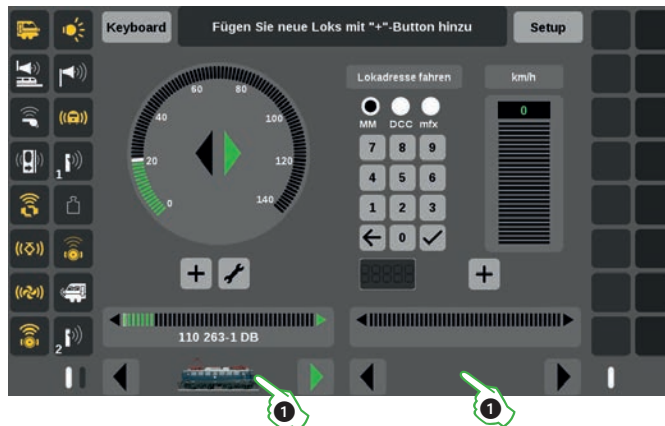 Keyboard
Fügen Sie neue Loks mit "+"-Button hinzu
Setup
60 80
40 100
20 120
0 140
Lokadresse fahren
km/h
0
MM DCC mfx
7 8 9
4 5 6
1 2 3
0
1
2
110 263-1 DB
1
1